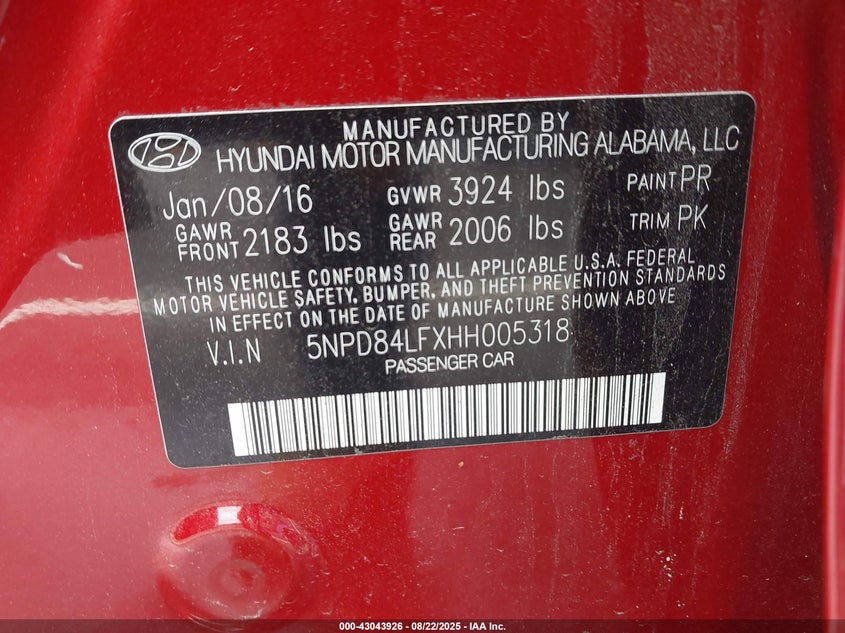 MANUFACTURED BY
HYUNDAI MOTOR MANUFACTURING ALABAMA, LLC
Jan/08/16 GVWR 3924 lbs PAINT PR
GAWR FRONT 2183 lbs GAWR REAR 2006 lbs TRIM PK
THIS VEHICLE CONFORMS TO ALL APPLICABLE U.S.A. FEDERAL
MOTOR VEHICLE SAFETY, BUMPER, AND THEFT PREVENTION STANDARDS
IN EFFECT ON THE DATE OF MANUFACTURE SHOWN ABOVE
V.I.N 5NPD84LFXHH005318
PASSENGER CAR
000-43043926 - 08/22/2025 - IAA Inc.